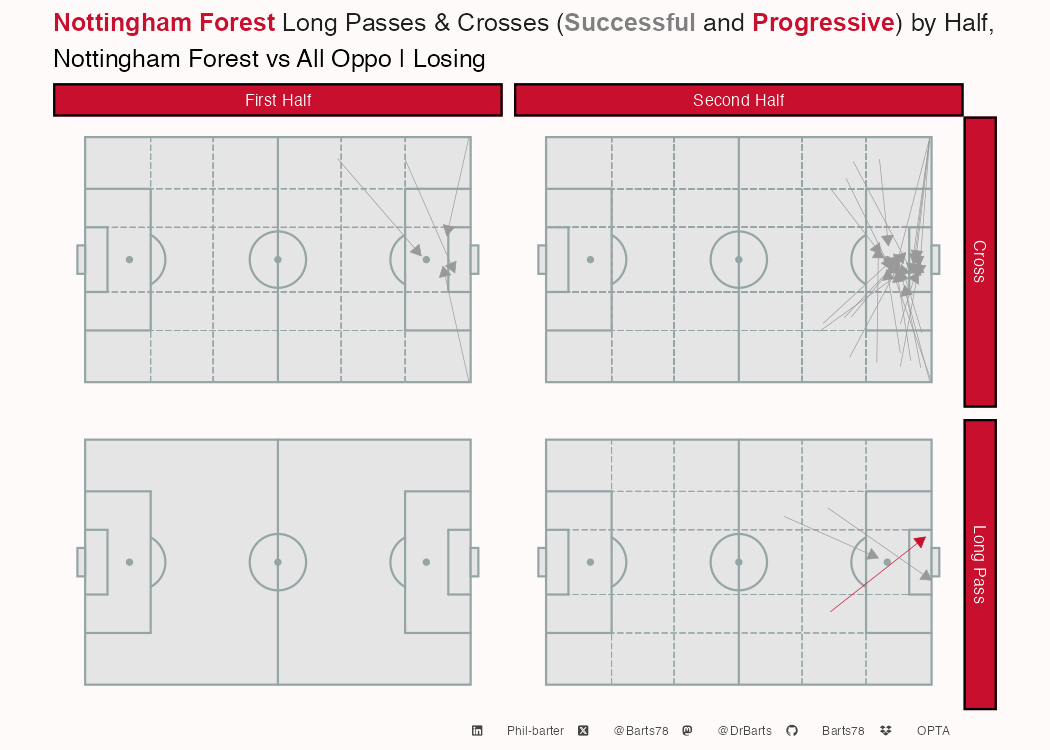 Nottingham Forest Long Passes & Crosses (Successful and Progressive) by Half,
Nottingham Forest vs All Oppo | Losing
First Half
Second Half
Cross
Long Pass
Phil-barter @Barts78 @DrBarts Barts78 OPTA